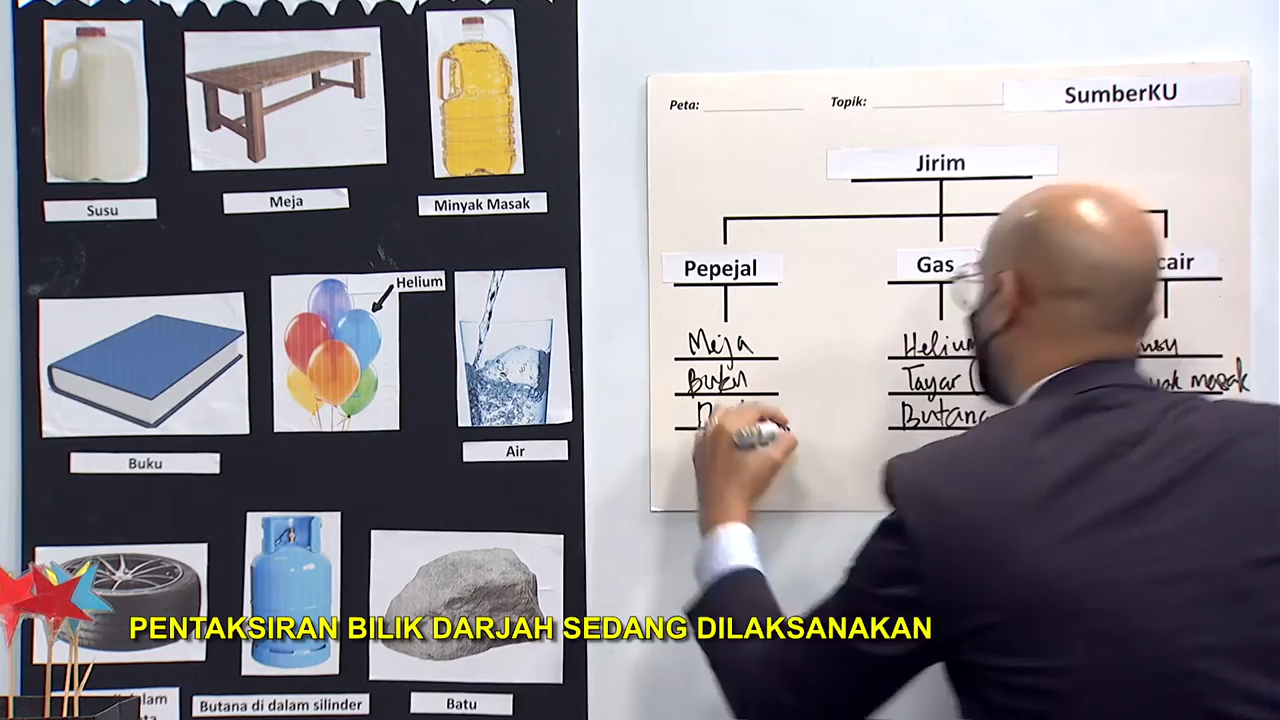 Susu
Meja
Minyak Masak
Helium
Buku
Air
Butana di dalam silinder
Batu
Peta:
Topik:
SumberKU
Jirim
Pepejal
Gas
Meja
Buku
Helium
Tayar
masak
PENTAKSIRAN BILIK DARJAH SEDANG DILAKSANAKAN